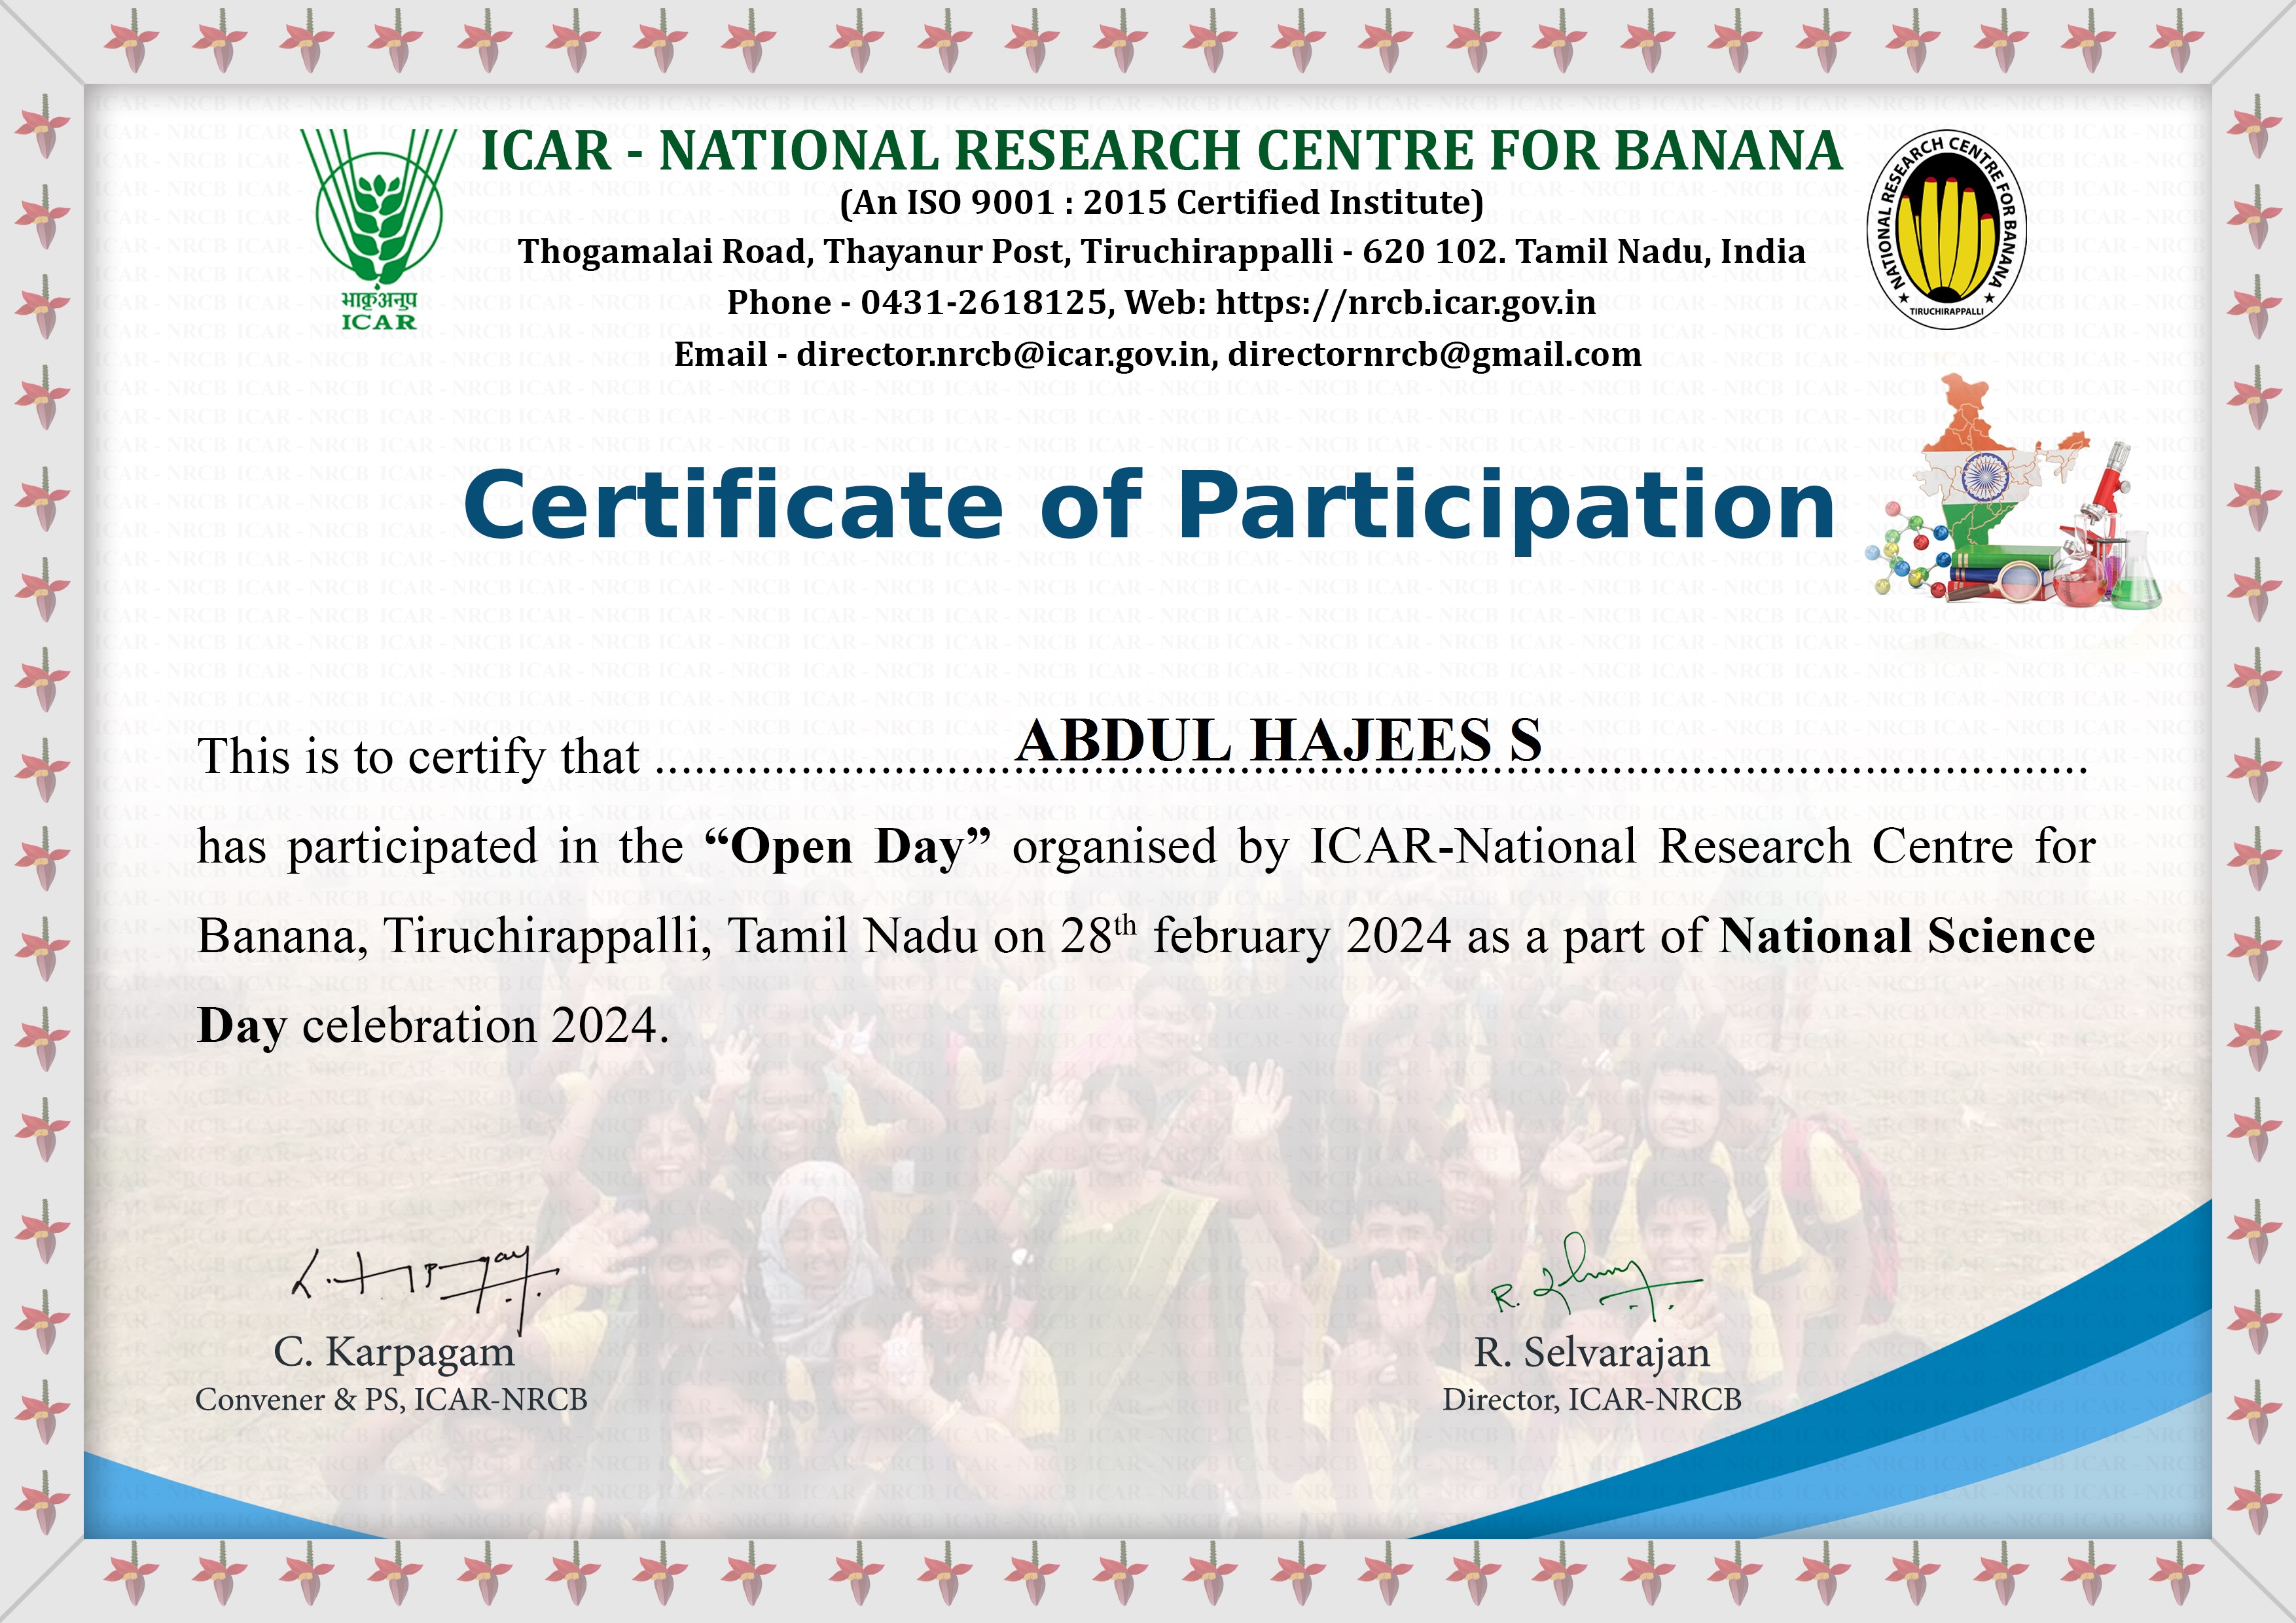 ICAR - NATIONAL RESEARCH CENTRE FOR BANANA
(An ISO 9001 : 2015 Certified Institute)
Thogamalai Road, Thayanur Post, Tiruchirappalli - 620 102. Tamil Nadu, India
Phone - 0431-2618125, Web: https://nrcb.icar.gov.in
Email - director.nrcb@icar.gov.in, directornrcb@gmail.com
भाकृअनुप
ICAR
NATIONAL RESEARCH CENTRE FOR BANANA
TIRUCHIRAPPALLI
Certificate of Participation
This is to certify that ABDUL HAJEES S
has participated in the “Open Day” organised by ICAR-National Research Centre for
Banana, Tiruchirappalli, Tamil Nadu on 28th february 2024 as a part of National Science
Day celebration 2024.
C. Karpagam
Convener & PS, ICAR-NRCB
R. Selvarajan
Director, ICAR-NRCB